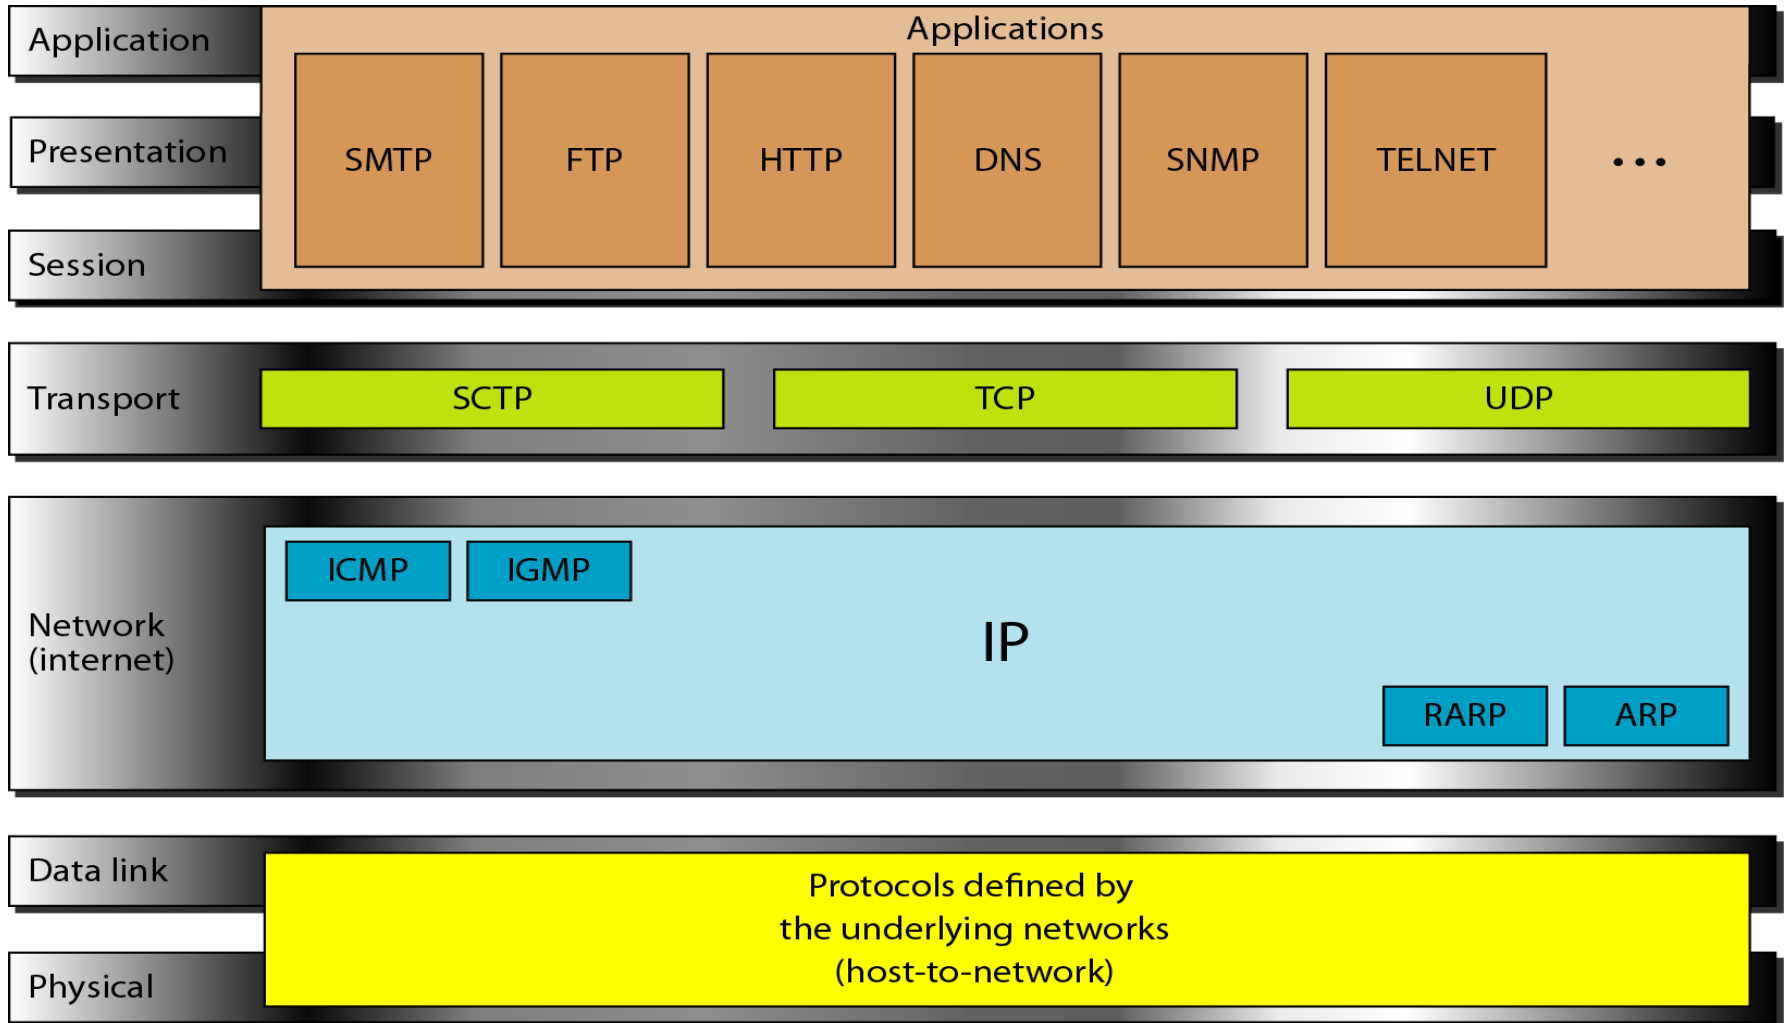 Application
Applications
SMTP
FTP
HTTP
DNS
SNMP
TELNET
...
Presentation
Session
Transport
SCTP
TCP
UDP
Network
(internet)
ICMP
IGMP
IP
RARP
ARP
Data link
Physical
Protocols defined by
the underlying networks
(host-to-network)